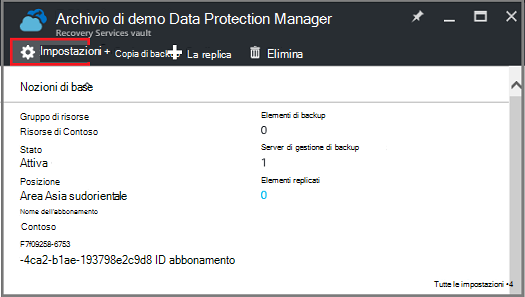 Archivio di demo Data Protection Manager
Recovery Services vault
Impostazioni + Copia di backup La replica Elimina
Nozioni di base
Gruppo di risorse
Risorse di Contoso
Stato
Attiva
Posizione
Area Asia sudorientale
Nome dell'abbonamento
Contoso
F7f09258-6753
-4ca2-b1ae-193798e2c9d8 ID abbonamento
Elementi di backup
0
Server di gestione di backup
1
Elementi replicati
0
Tutte le impostazioni •4